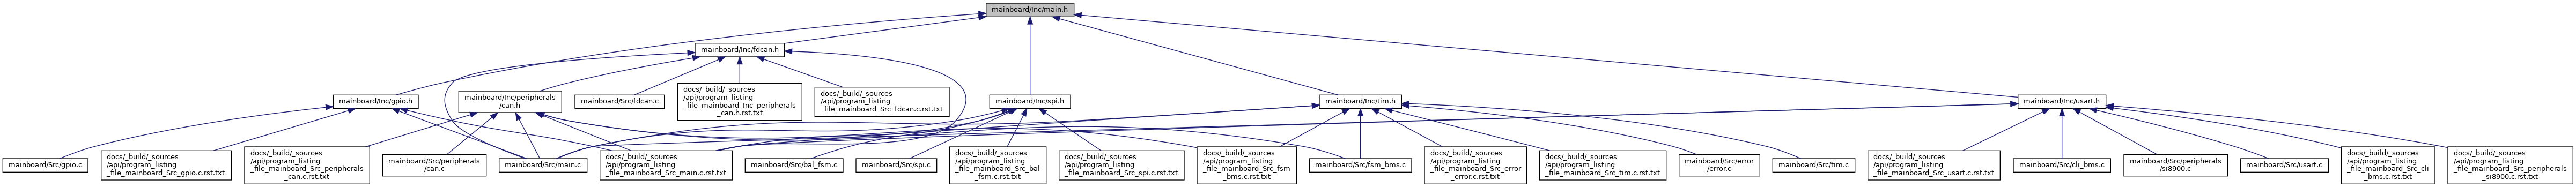 mainboard/Inc/main.h
mainboard/Inc/fdcan.h
mainboard/Inc/gpio.h
mainboard/Inc/peripherals
/can.h
mainboard/Src/fdcan.c
docs/_build/_sources
/api/program_listing
_file_mainboard_Inc_peripherals
_can.h.rst.txt
docs/_build/_sources
/api/program_listing
_file_mainboard_Src_fdcan.c.rst.txt
mainboard/Inc/spi.h
mainboard/Inc/tim.h
mainboard/Inc/usart.h
mainboard/Src/gpio.c
docs/_build/_sources
/api/program_listing
_file_mainboard_Src_gpio.c.rst.txt
docs/_build/_sources
/api/program_listing
_file_mainboard_Src_peripherals
_can.c.rst.txt
mainboard/Src/peripherals
/can.c
mainboard/Src/main.c
docs/_build/_sources
/api/program_listing
_file_mainboard_Src_main.c.rst.txt
mainboard/Src/bal_fsm.c
mainboard/Src/spi.c
docs/_build/_sources
/api/program_listing
_file_mainboard_Src_bal
_fsm.c.rst.txt
docs/_build/_sources
/api/program_listing
_file_mainboard_Src_spi.c.rst.txt
docs/_build/_sources
/api/program_listing
_file_mainboard_Src_fsm
_bms.c.rst.txt
mainboard/Src/fsm_bms.c
docs/_build/_sources
/api/program_listing
_file_mainboard_Src_error
_error.c.rst.txt
docs/_build/_sources
/api/program_listing
_file_mainboard_Src_tim.c.rst.txt
mainboard/Src/error
/error.c
mainboard/Src/tim.c
docs/_build/_sources
/api/program_listing
_file_mainboard_Src_usart.c.rst.txt
mainboard/Src/cli_bms.c
mainboard/Src/peripherals
/si8900.c
mainboard/Src/usart.c
docs/_build/_sources
/api/program_listing
_file_mainboard_Src_cli
_bms.c.rst.txt
docs/_build/_sources
/api/program_listing
_file_mainboard_Src_peripherals
_si8900.c.rst.txt